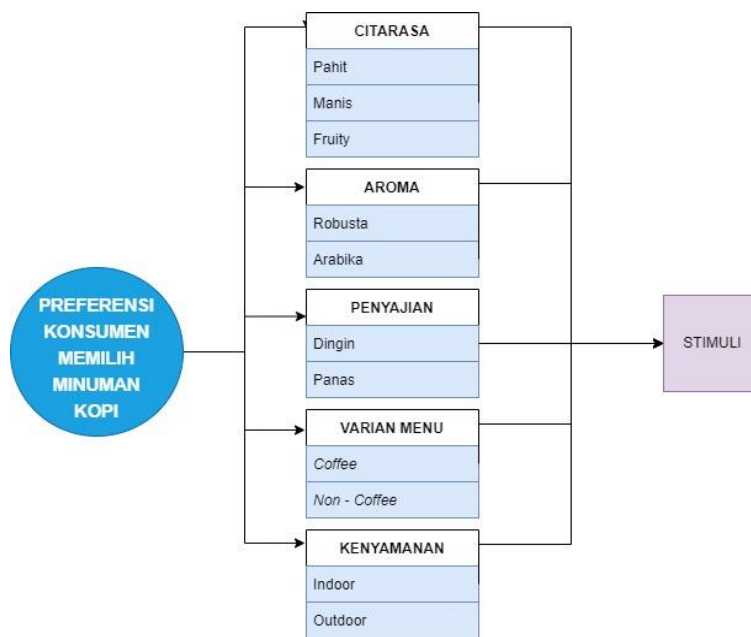 PREFERENSI
KONSUMEN
MEMILIH
MINUMAN
KOPI
CITARASA
Pahit
Manis
Fruity
AROMA
Robusta
Arabika
PENYAJIAN
Dingin
Panas
VARIAN MENU
Coffee
Non - Coffee
KENYAMANAN
Indoor
Outdoor
STIMULI